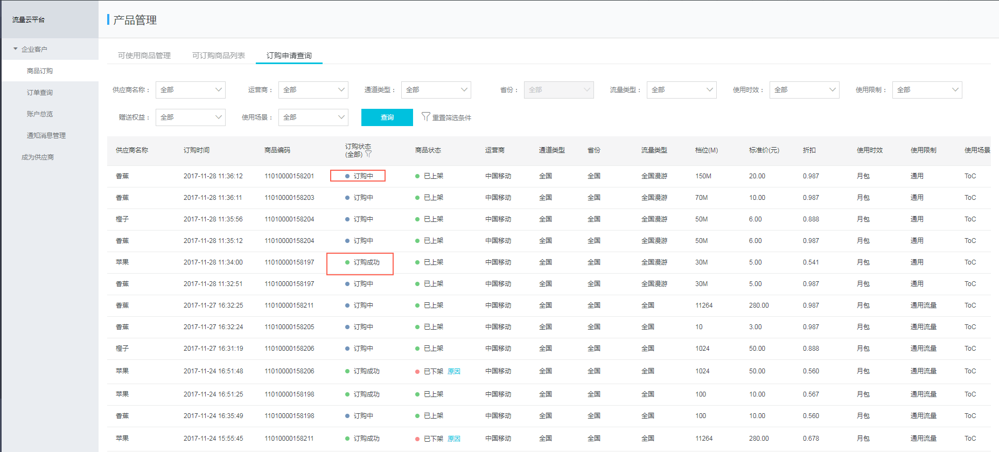 流量云平台
产品管理
企业客户
商品订购
订单查询
账户总览
通知消息管理
成为供应商
可使用商品管理 可订购商品列表 订购申请查询
供应商名称： 全部 运营商： 全部 通道类型： 全部 省份： 全部 流量类型： 全部 使用时效： 全部 使用限制： 全部
赠送权益： 全部 使用场景： 全部 查询 重置筛选条件
供应商名称 订购时间 商品编码 订购状态 (全部) 商品状态 运营商 通道类型 省份 流量类型 档位(M) 标准价(元) 折扣 使用时效 使用限制 使用场景
香蕉 2017-11-28 11:36:12 11010000158201 订购中 已上架 中国移动 全国 全国 全国漫游 150M 20.00 0.987 月包 通用 ToC
香蕉 2017-11-28 11:36:11 11010000158203 订购中 已上架 中国移动 全国 全国 全国漫游 70M 10.00 0.987 月包 通用 ToC
橙子 2017-11-28 11:35:56 11010000158204 订购中 已上架 中国移动 全国 全国 全国漫游 50M 6.00 0.888 月包 通用 ToC
香蕉 2017-11-28 11:35:12 11010000158204 订购中 已上架 中国移动 全国 全国 全国漫游 50M 6.00 0.987 月包 通用 ToC
苹果 2017-11-28 11:34:00 11010000158197 订购成功 已上架 中国移动 全国 全国 全国漫游 30M 5.00 0.541 月包 通用 ToC
香蕉 2017-11-28 11:32:51 11010000158197 订购中 已上架 中国移动 全国 全国 全国漫游 30M 5.00 0.987 月包 通用 ToC
香蕉 2017-11-27 16:32:25 11010000158211 订购中 已上架 中国移动 全国 全国 全国 11264 280.00 0.987 月包 通用流量 ToC
香蕉 2017-11-27 16:32:24 11010000158205 订购中 已上架 中国移动 全国 全国 全国 10 3.00 0.987 月包 通用流量 ToC
橙子 2017-11-27 16:31:19 11010000158206 订购中 已上架 中国移动 全国 全国 全国 1024 50.00 0.888 月包 通用流量 ToC
苹果 2017-11-24 16:51:48 11010000158206 订购成功 已下架 原因 中国移动 全国 全国 全国 1024 50.00 0.560 月包 通用流量 ToC
苹果 2017-11-24 16:51:25 11010000158198 订购成功 已上架 中国移动 全国 全国 全国 100 10.00 0.567 月包 通用流量 ToC
香蕉 2017-11-24 16:35:49 11010000158198 订购中 已上架 中国移动 全国 全国 全国 100 10.00 0.560 月包 通用流量 ToC
苹果 2017-11-24 15:55:45 11010000158211 订购成功 已下架 原因 中国移动 全国 全国 全国 11264 280.00 0.678 月包 通用流量 ToC